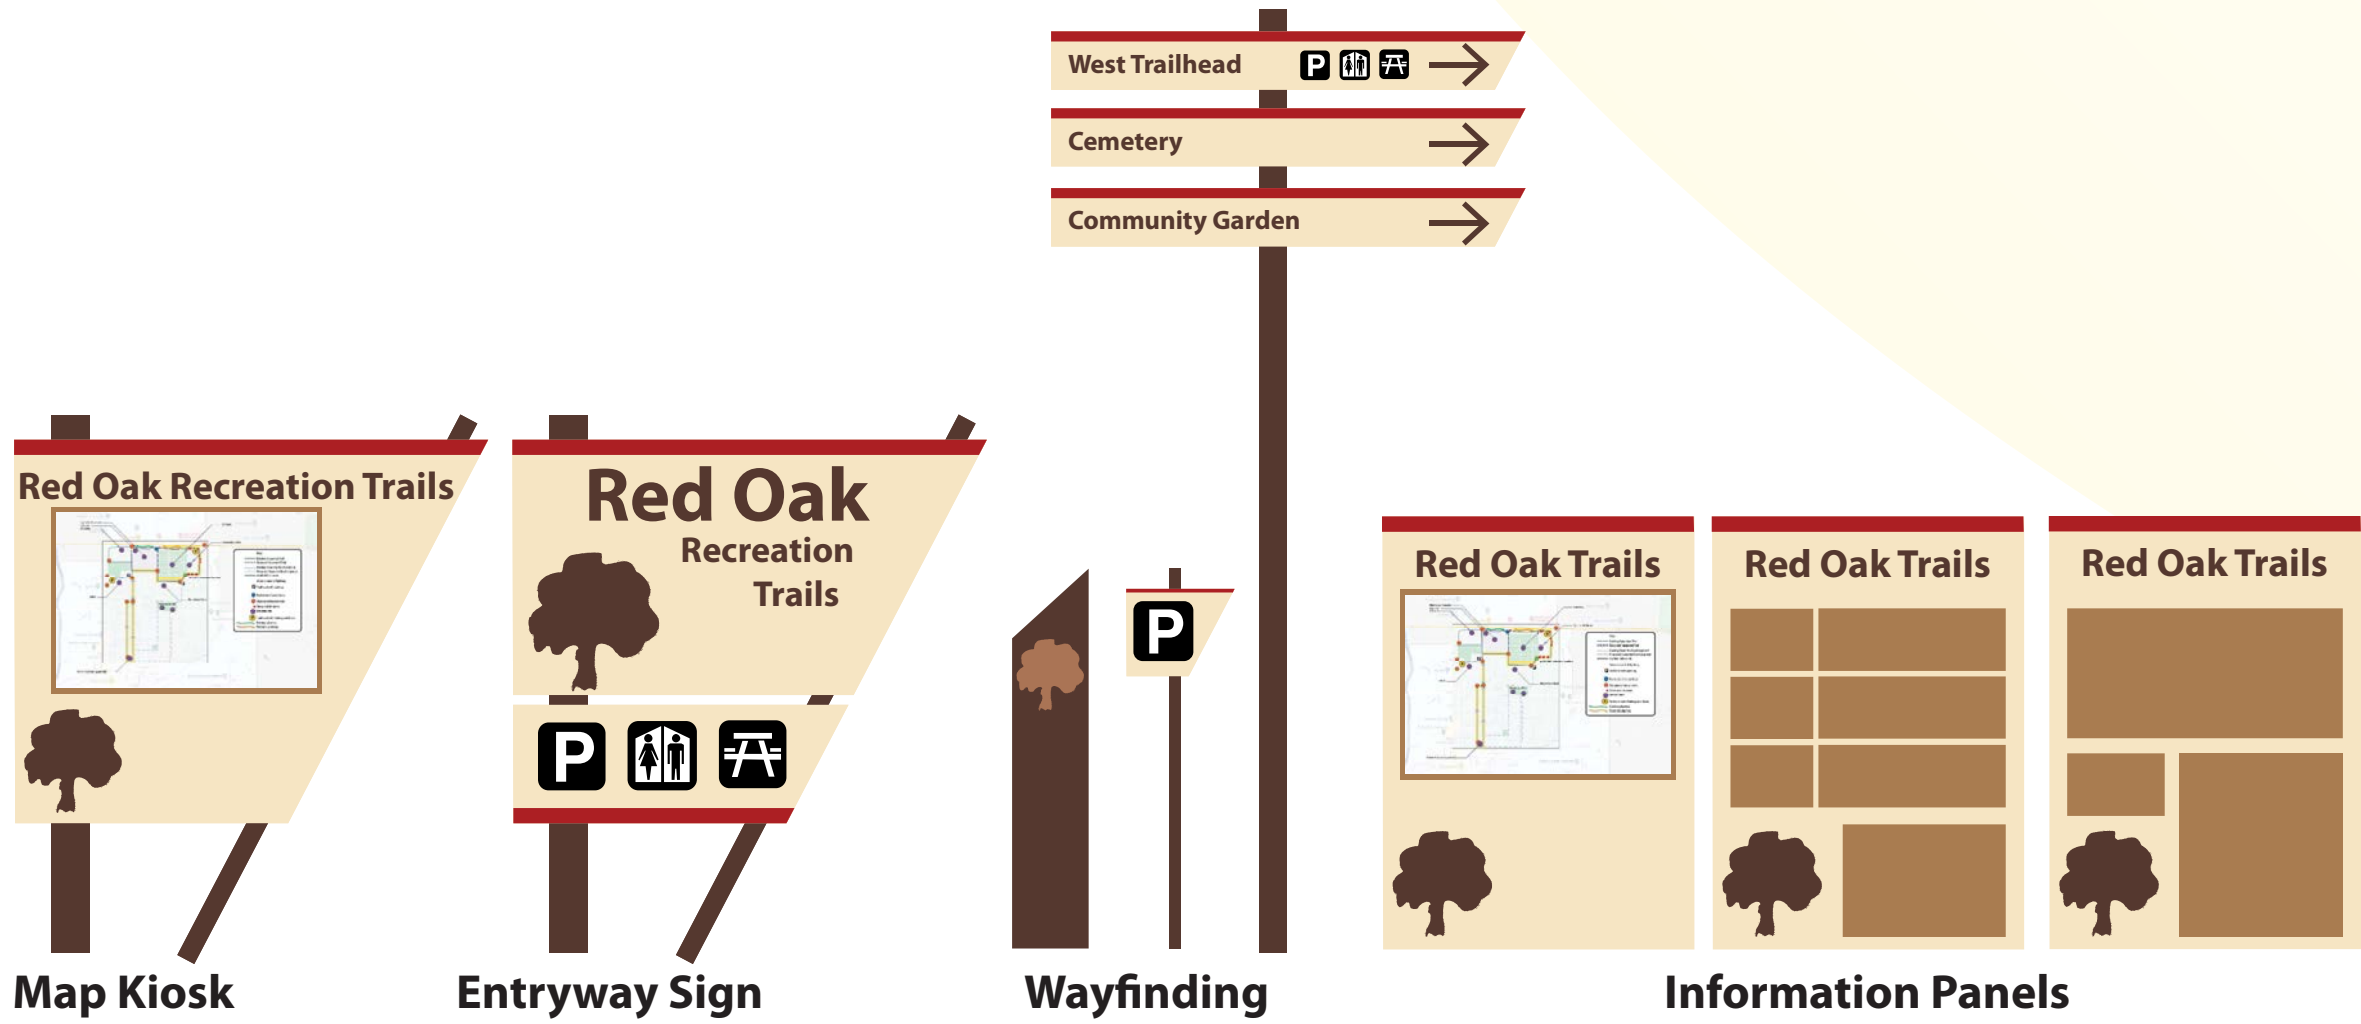 West Trailhead P
Cemetery
Community Garden
Red Oak Recreation Trails
Red Oak
Recreation
Trails
P
P
Red Oak Trails
Red Oak Trails
Red Oak Trails
Map Kiosk
Entryway Sign
Wayfinding
Information Panels